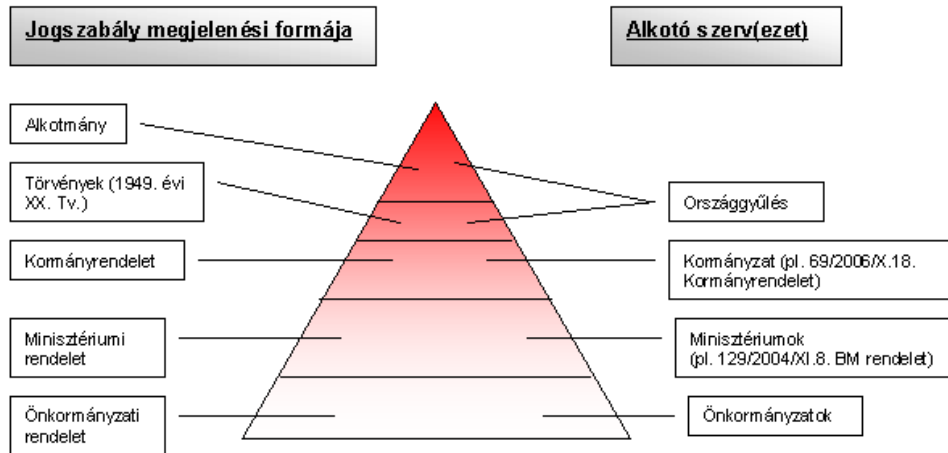 Jogszabály megjelenési formája
Alkotó szerv(ezet)
Alkotmány
Törvények (1949. évi
XX. Tv.)
Országgyűlés
Kormányrendelet
Kormányzat (pl. 69/2006/X.18.
Kormányrendelet)
Minisztériumi
rendelet
Minisztériumok
(pl. 129/2004/XI.8. BM rendelet)
Önkormányzati
rendelet
Önkormányzatok